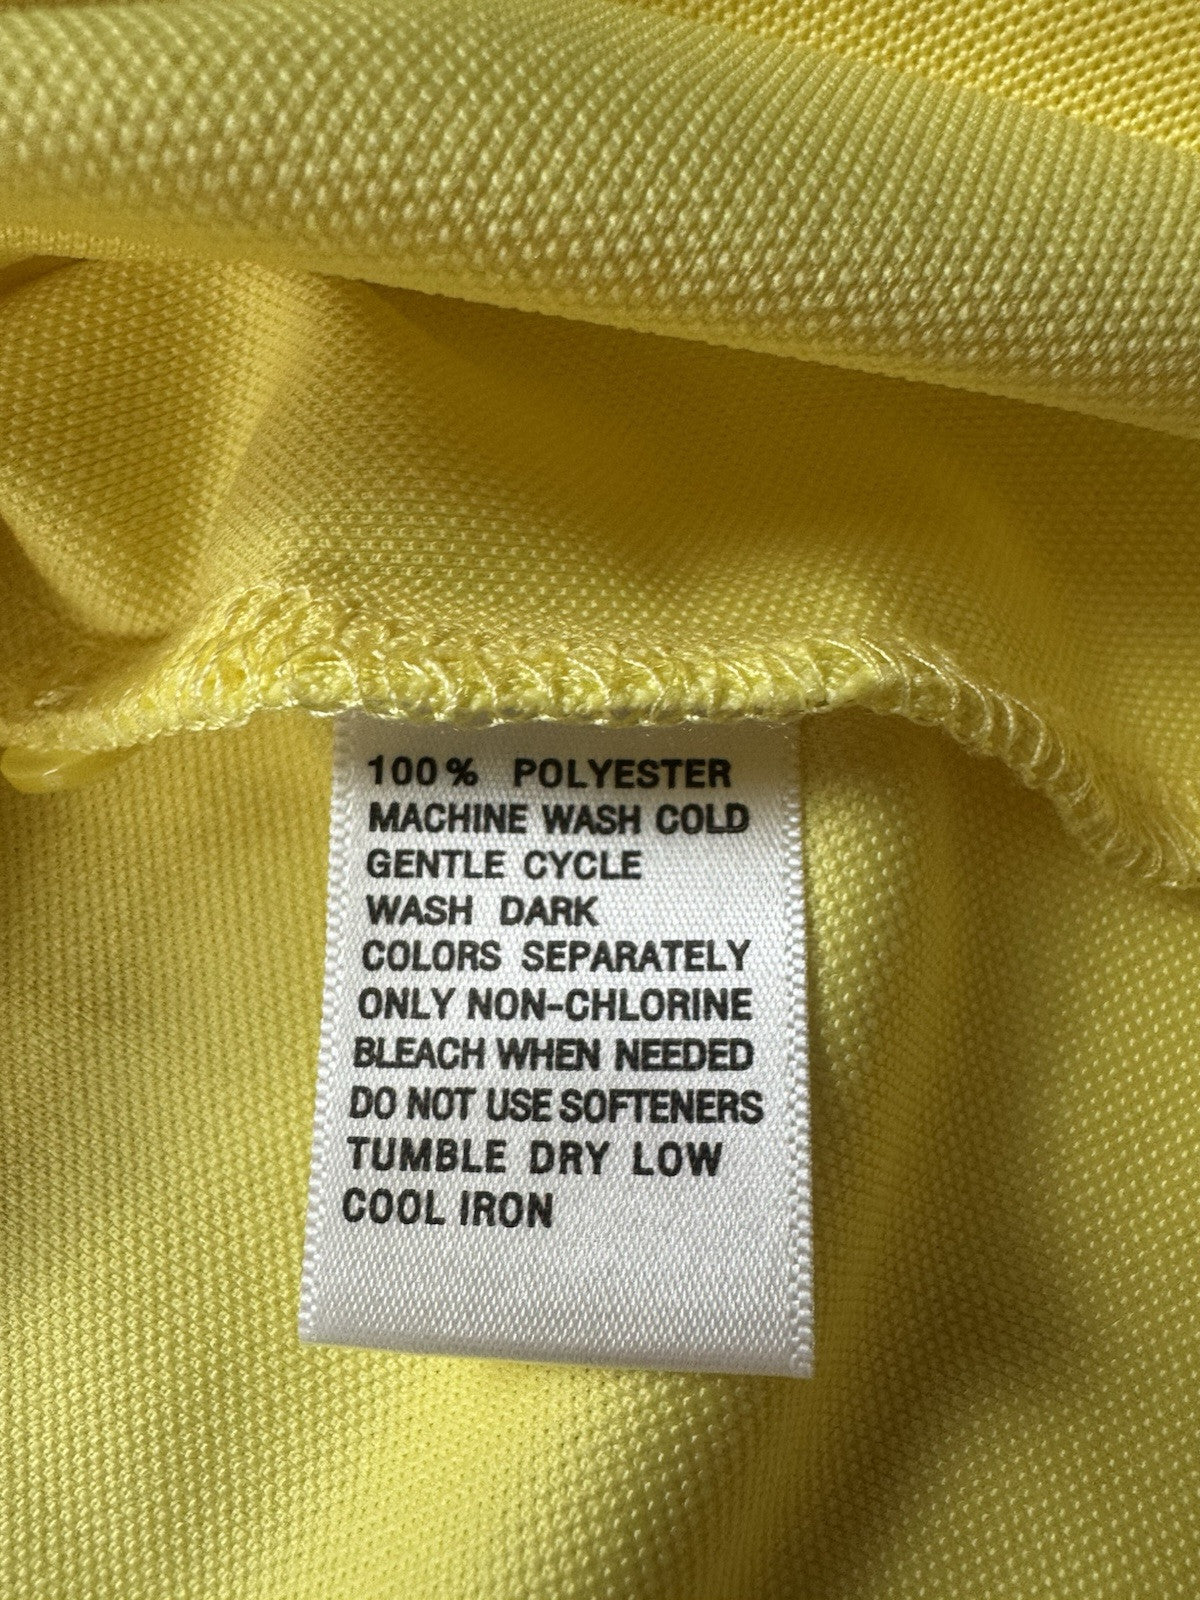 100% POLYESTER
MACHINE WASH COLD
GENTLE CYCLE
WASH DARK
COLORS SEPARATELY
ONLY NON-CHLORINE
BLEACH WHEN NEEDED
DO NOT USE SOFTENERS
TUMBLE DRY LOW
COOL IRON